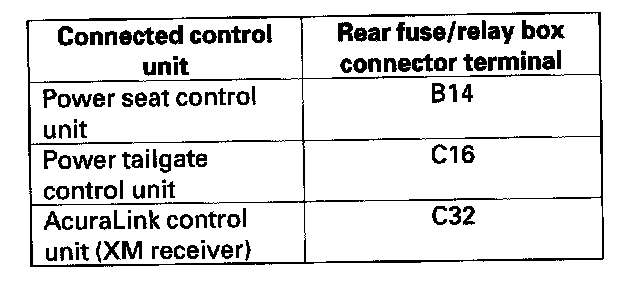 Connected control unit
Rear fuse/relay box connector terminal
Power seat control unit
B14
Power tailgate control unit
C16
AcuraLink control unit (XM receiver)
C32